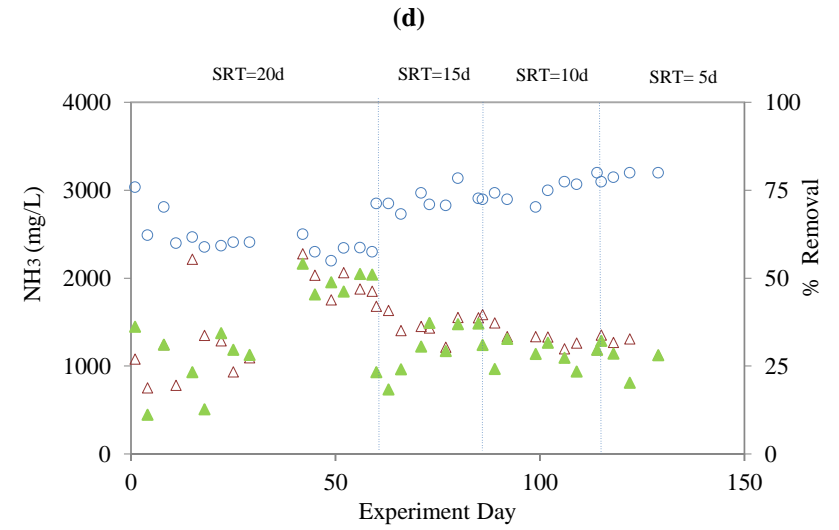 (d)
SRT=20d SRT=15d SRT=10d SRT= 5d
4000 100
3000 75
2000 50
1000 25
0 0
0 50 100 150
NH3 (mg/L)
% Removal
Experiment Day